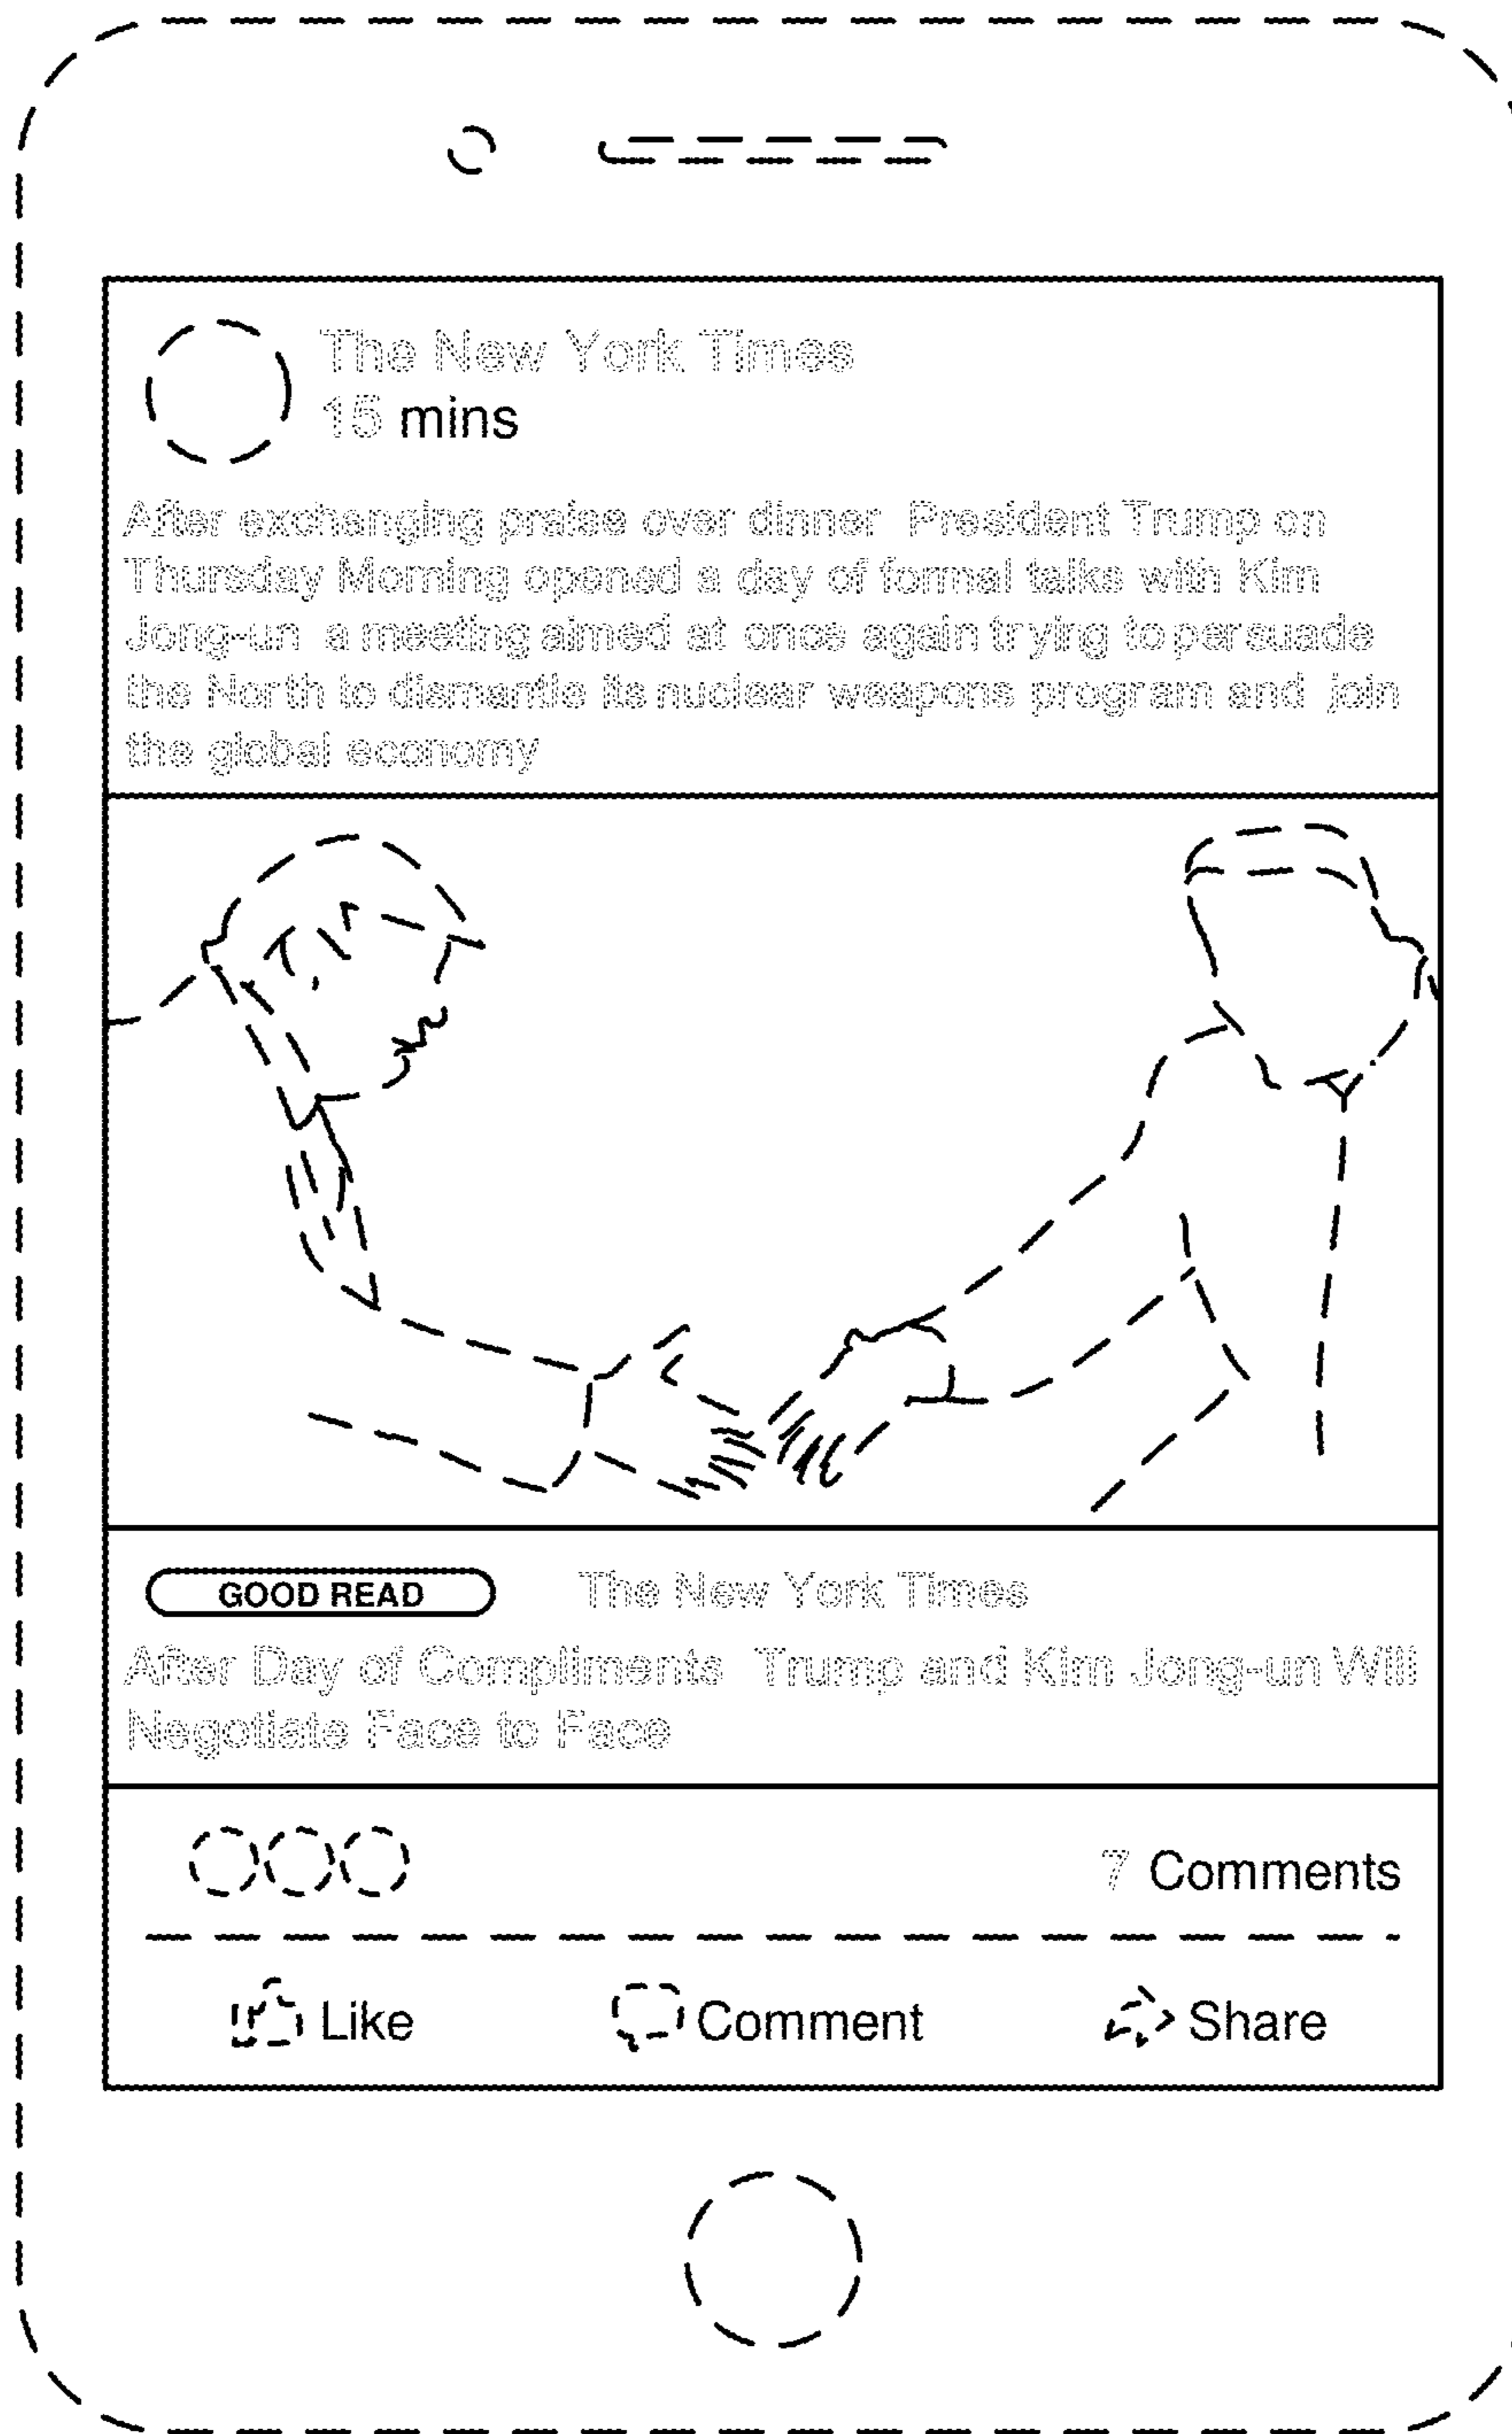 The New York Times
15 mins
After exchanging praise over dinner President Trump on
Thursday Morning opened a day of formal talks with Kim
Jong-un a meeting aimed at once again trying to persuade
the North to dismantle its nuclear weapons program and join
the global economy
GOOD READ The New York Times
After Day of Compliments Trump and Kim Jong-un Will
Negotiate Face to Face
7 Comments
Like Comment Share